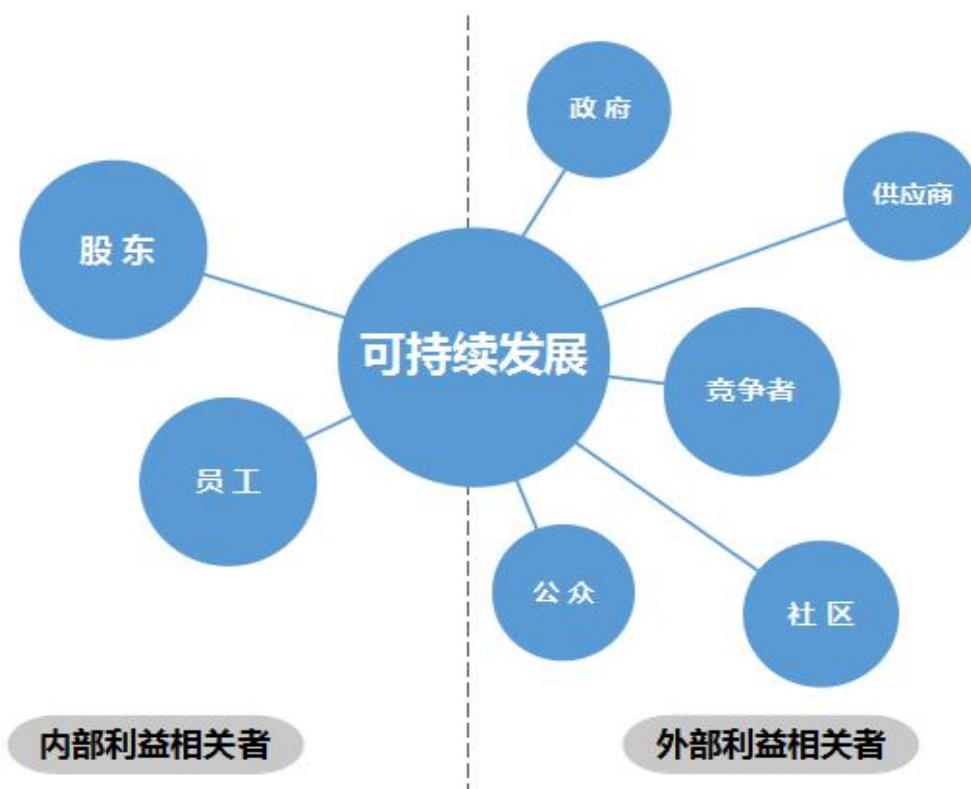 政府
供应商
股东
可持续发展
竞争者
员工
公众
社区
内部利益相关者
外部利益相关者